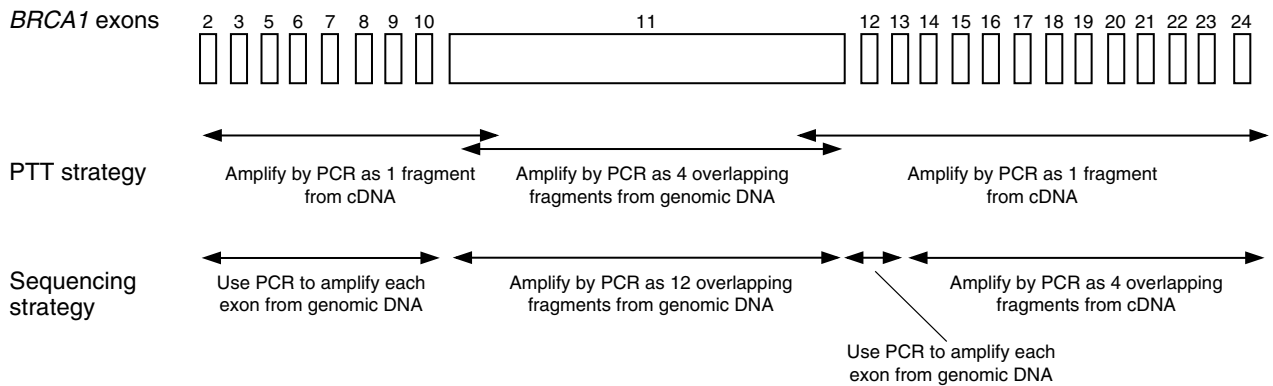 BRCA1 exons
2 3 5 6 7 8 9 10 11 12 13 14 15 16 17 18 19 20 21 22 23 24
PTT strategy
Amplify by PCR as 1 fragment
from cDNA
Amplify by PCR as 4 overlapping
fragments from genomic DNA
Amplify by PCR as 1 fragment
from cDNA
Sequencing
strategy
Use PCR to amplify each
exon from genomic DNA
Amplify by PCR as 12 overlapping
fragments from genomic DNA
Amplify by PCR as 4 overlapping
fragments from cDNA
Use PCR to amplify each
exon from genomic DNA